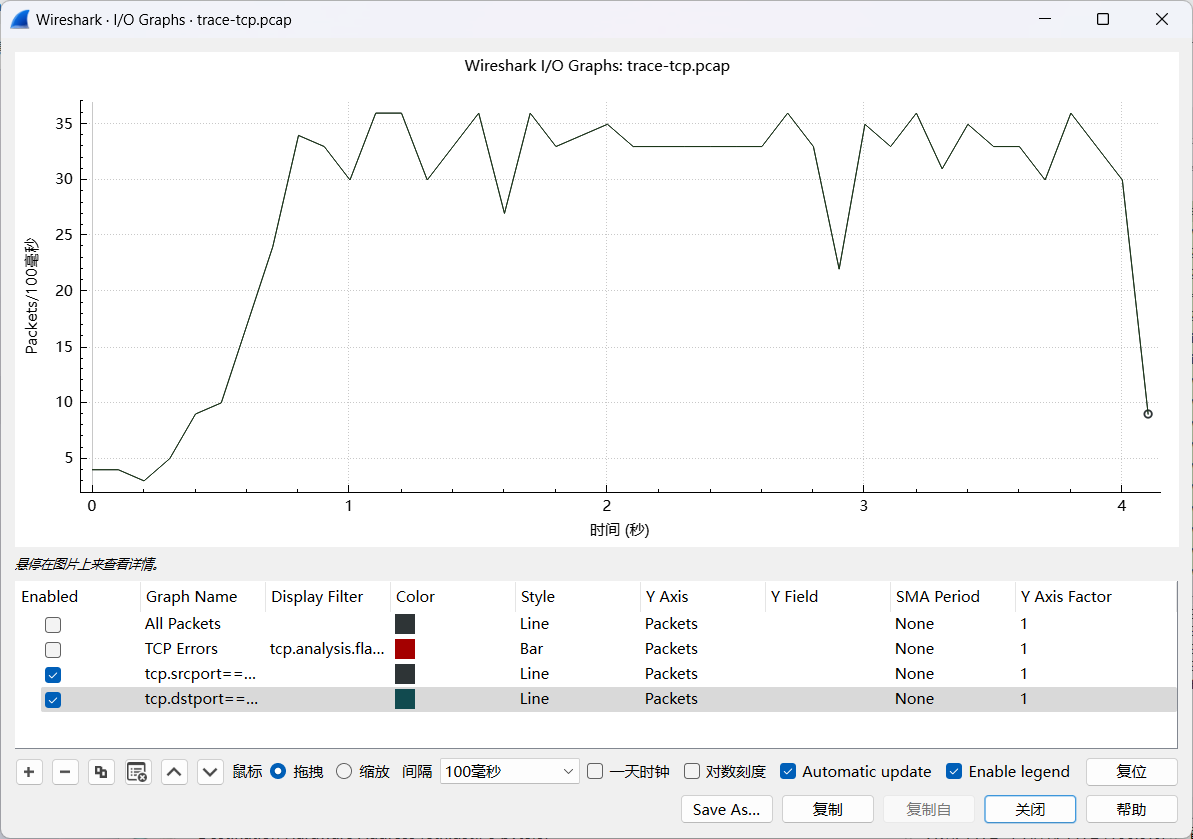 Wireshark · I/O Graphs · trace-tcp.pcap
Wireshark I/O Graphs: trace-tcp.pcap
Packets/100毫秒
35
30
25
20
15
10
5
0 1 2 3 4
时间 (秒)
悬停在图片上来查看详情。
Enabled Graph Name Display Filter Color Style Y Axis Y Field SMA Period Y Axis Factor
All Packets Line Packets None 1
TCP Errors tcp.analysis.fla... Bar Packets None 1
tcp.srcport==... Line Packets None 1
tcp.dstport==... Line Packets None 1
鼠标 拖拽 缩放 间隔 100毫秒 一天时钟 对数刻度 Automatic update Enable legend 复位
Save As... 复制 复制自 关闭 帮助